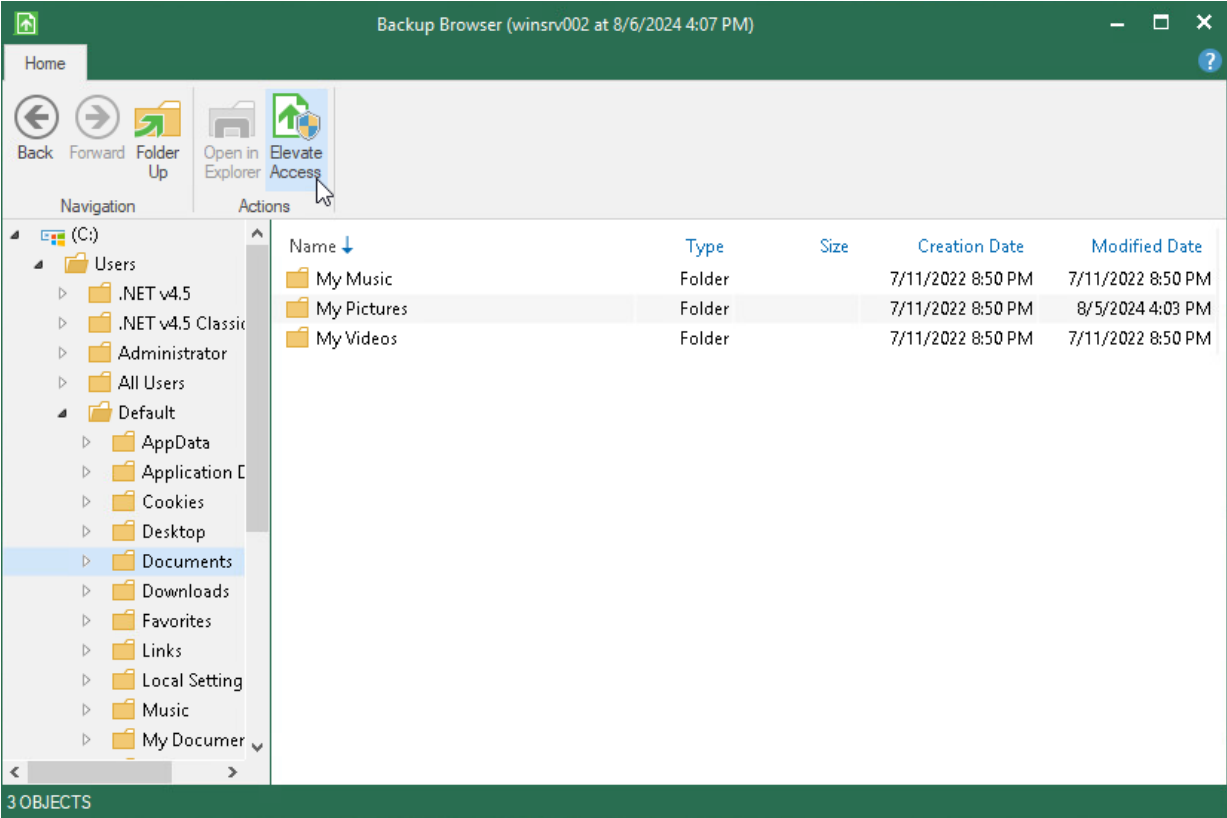 Backup Browser (winsrv002 at 8/6/2024 4:07 PM)
Home
?
Back Forward Folder Up Open in Explorer Elevate Access
Navigation Actions
(C:)
Users
.NET v4.5
.NET v4.5 Classic
Administrator
All Users
Default
AppData
Application D
Cookies
Desktop
Documents
Downloads
Favorites
Links
Local Setting
Music
My Documen
Name Type Size Creation Date Modified Date
My Music Folder 7/11/2022 8:50 PM 7/11/2022 8:50 PM
My Pictures Folder 7/11/2022 8:50 PM 8/5/2024 4:03 PM
My Videos Folder 7/11/2022 8:50 PM 7/11/2022 8:50 PM
3 OBJECTS